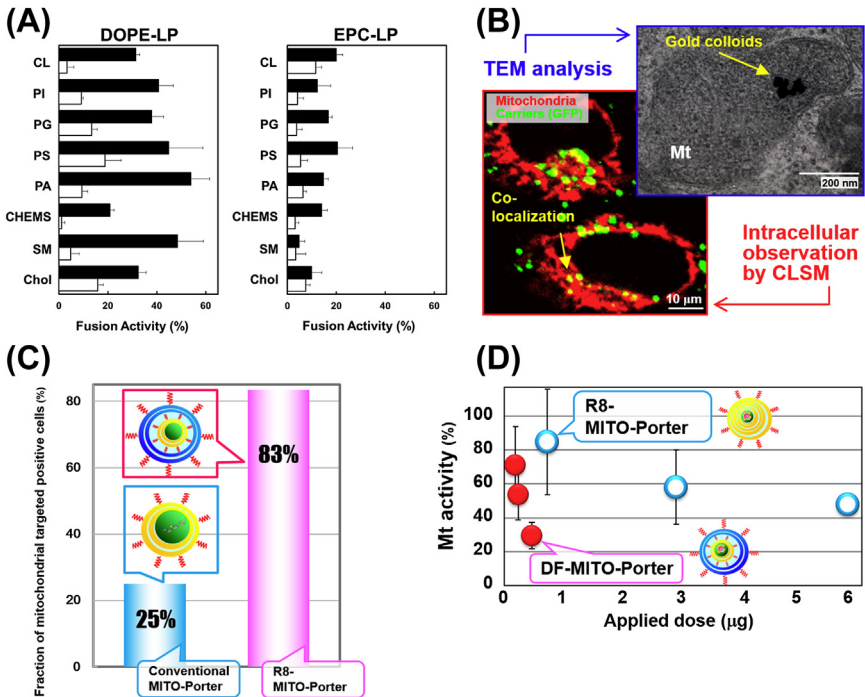 (A)
DOPE-LP
EPC-LP
CL
PI
PG
PS
PA
CHEMS
SM
Chol
0 20 40 60
Fusion Activity (%)
CL
PI
PG
PS
PA
CHEMS
SM
Chol
0 20 40 60
Fusion Activity (%)
(B)
TEM analysis
Gold colloids
Mt
200 nm
Mitochondria
Carriers (GFP)
Co-
localization
10 μm
Intracellular
observation
by CLSM
(C)
Fraction of mitochondrial targeted positive cells (%)
80
60
40
20
0
83%
25%
Conventional
MITO-Porter
R8-
MITO-Porter
(D)
Mt activity (%)
100
80
60
40
20
0
R8-
MITO-Porter
DF-MITO-Porter
0 1 2 3 4 5 6
Applied dose (μg)